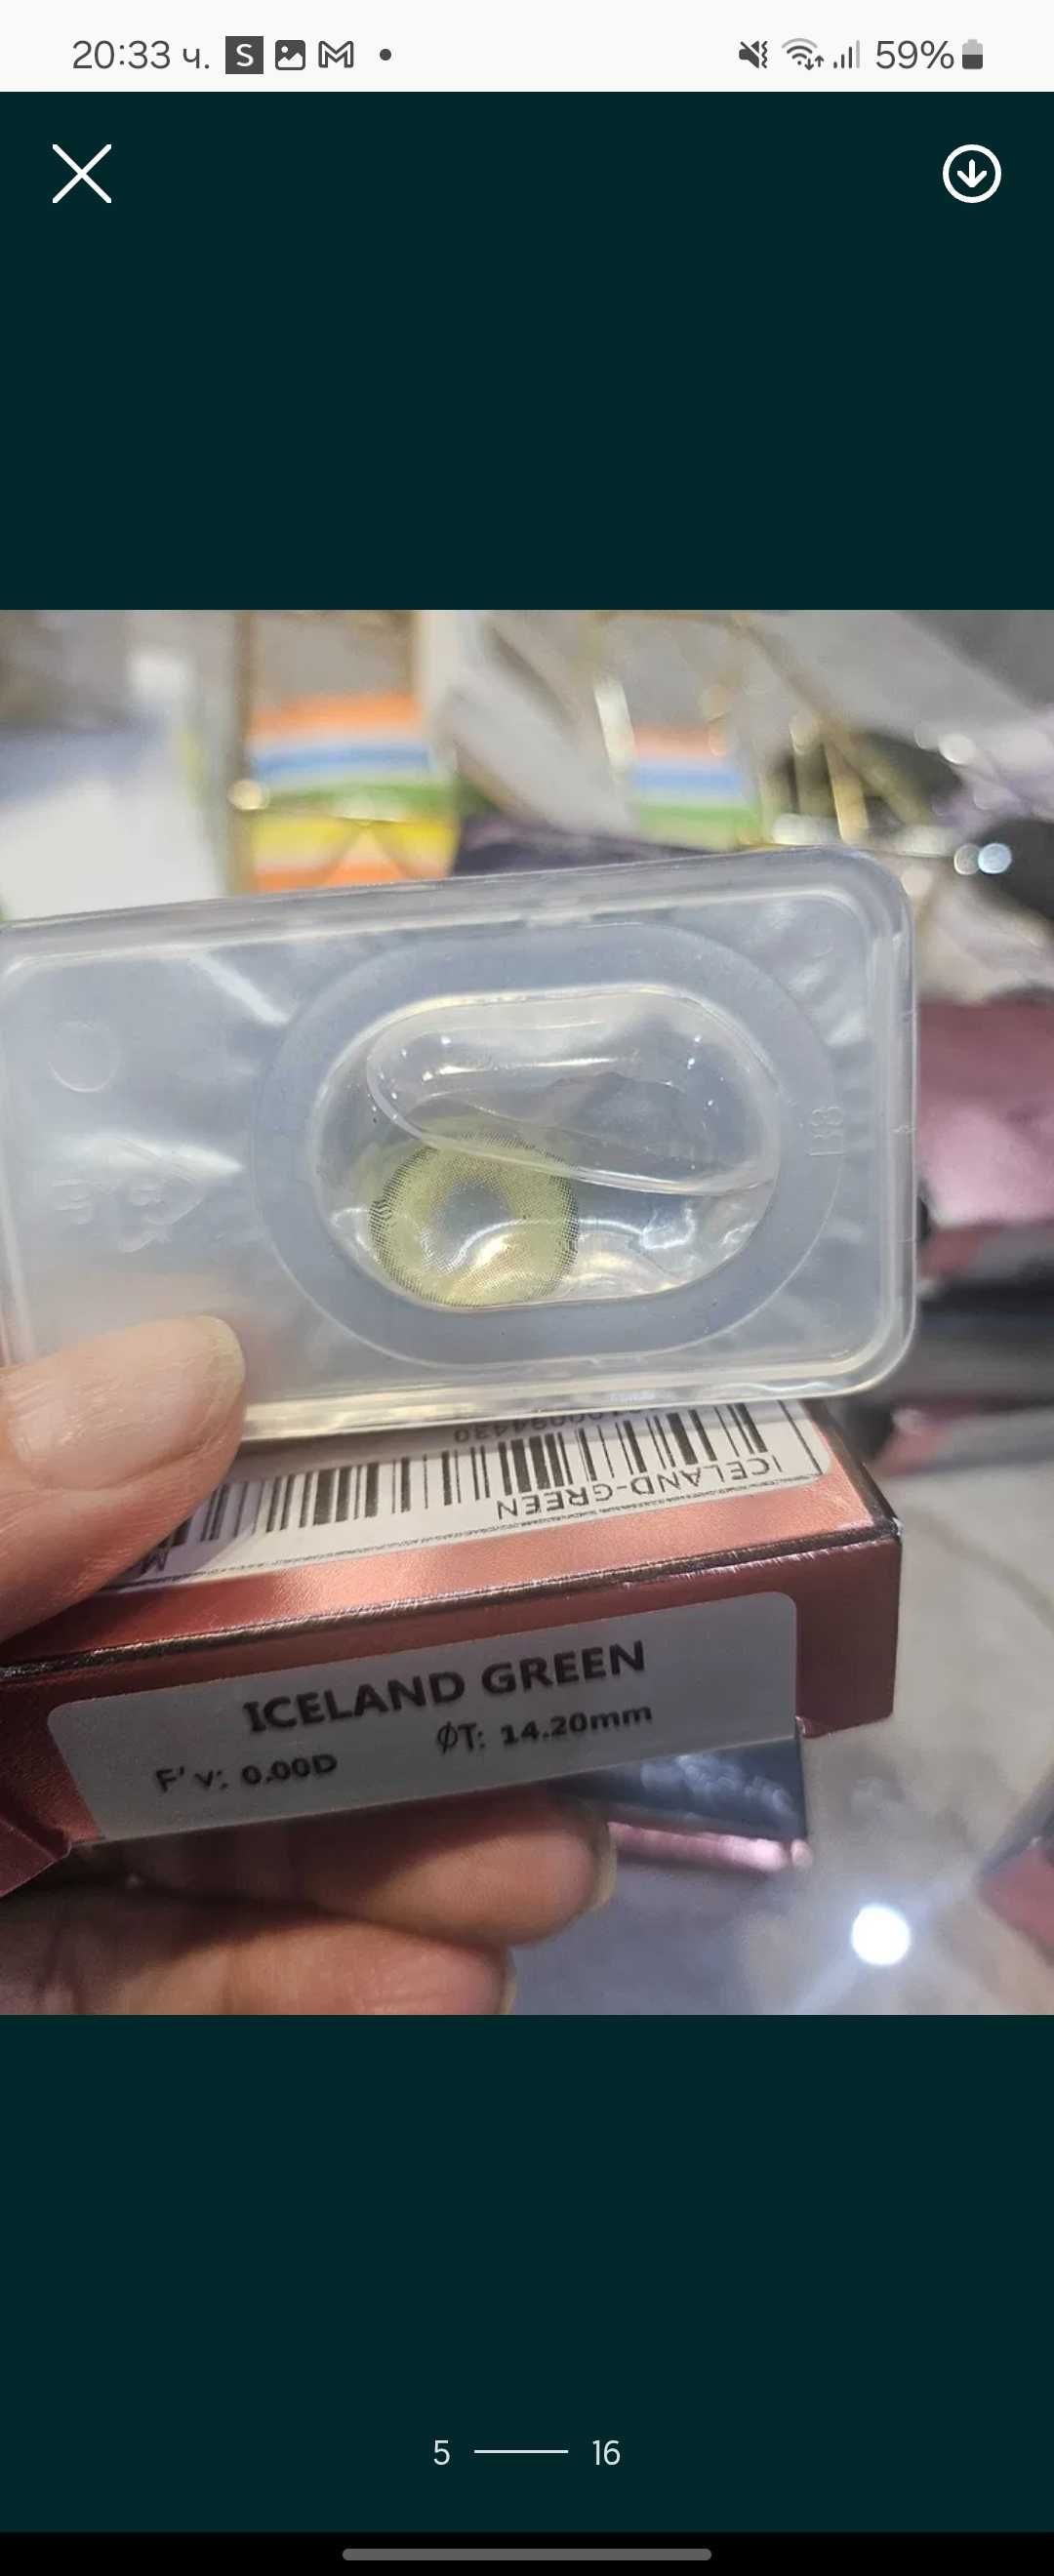 20:33 ч. S M
59%
ICELAND-GREEN
ICELAND GREEN
F'v: 0.00D
ØT: 14.20mm
5
16